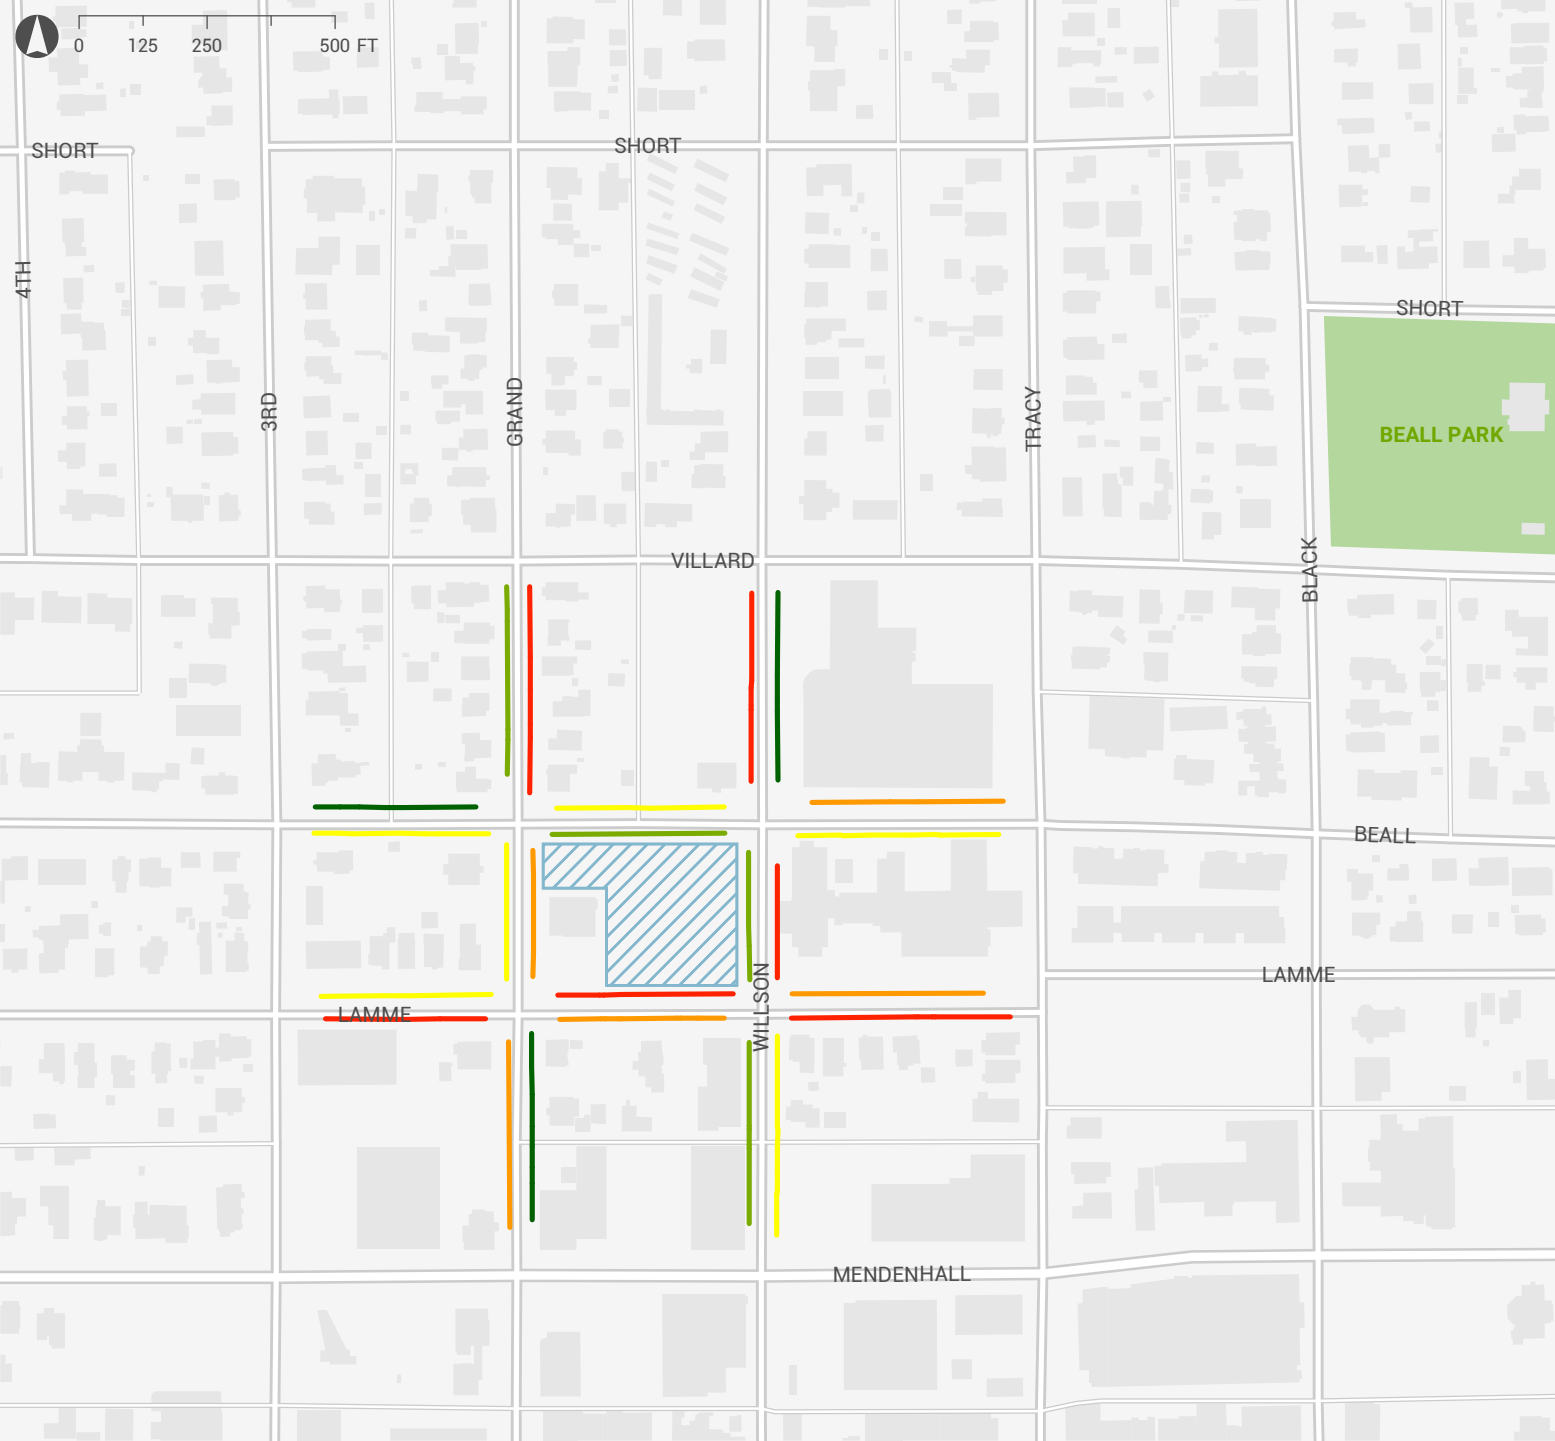 0 125 250 500 FT
SHORT
SHORT
4TH
SHORT
3RD
GRAND
TRACY
BEALL PARK
VILLARD
BLACK
BEALL
LAMME
WILLSON
LAMME
MENDENHALL